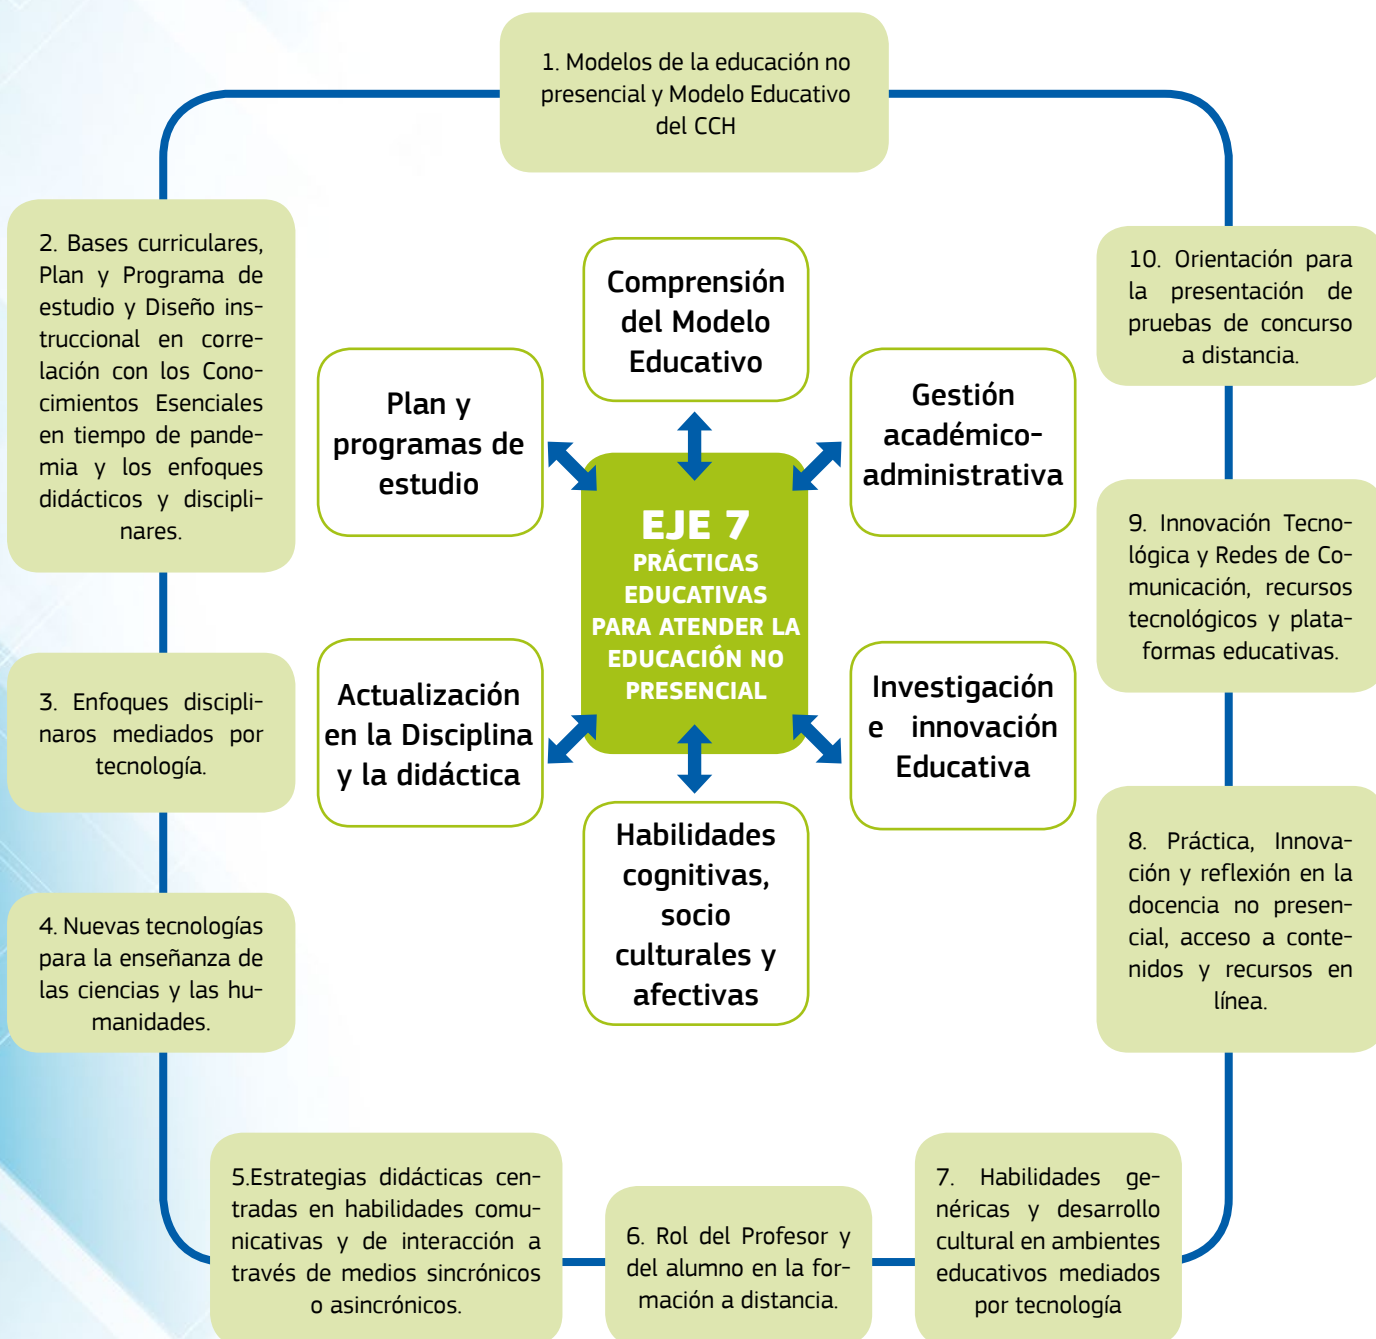 1. Modelos de la educación no
presencial y Modelo Educativo
del CCH
2. Bases curriculares,
Plan y Programa de
estudio y Diseño ins-
truccional en corre-
lación con los Cono-
cimientos Esenciales
en tiempo de pande-
mia y los enfoques
didácticos y discipli-
nares.
3. Enfoques discipli-
naros mediados por
tecnología.
4. Nuevas tecnologías
para la enseñanza de
las ciencias y las hu-
manidades.
5.Estrategias didácticas cen-
tradas en habilidades comu-
nicativas y de interacción a
través de medios sincrónicos
o asincrónicos.
6. Rol del Profesor y
del alumno en la for-
mación a distancia.
7. Habilidades ge-
néricas y desarrollo
cultural en ambientes
educativos mediados
por tecnología
8. Práctica, Innova-
ción y reflexión en la
docencia no presen-
cial, acceso a conte-
nidos y recursos en
línea.
9. Innovación Tecno-
lógica y Redes de Co-
municación, recursos
tecnológicos y plata-
formas educativas.
10. Orientación para
la presentación de
pruebas de concurso
a distancia.
Comprensión
del Modelo
Educativo
Plan y
programas de
estudio
Gestión
académico-
administrativa
EJE 7
PRÁCTICAS
EDUCATIVAS
PARA ATENDER LA
EDUCACIÓN NO
PRESENCIAL
Actualización
en la Disciplina
y la didáctica
Investigación
e innovación
Educativa
Habilidades
cognitivas,
socio
culturales y
afectivas